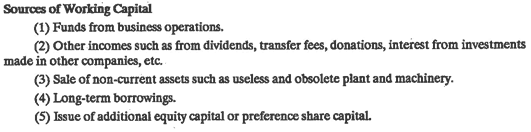 Sources of Working Capital
(1) Funds from business operations.
(2) Other incomes such as from dividends, transfer fees, donations, interest from investments
made in other companies, etc.
(3) Sale of non-current assets such as useless and obsolete plant and machinery.
(4) Long-term borrowings.
(5) Issue of additional equity capital or preference share capital.